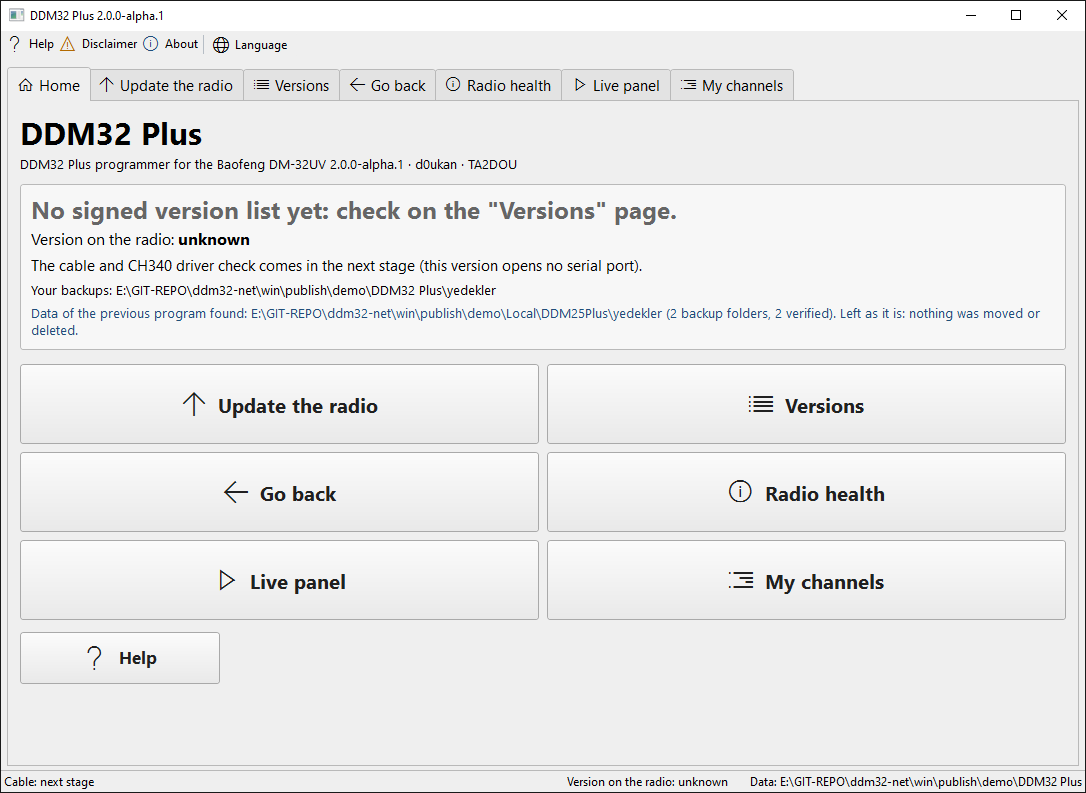 DDM32 Plus 2.0.0-alpha.1
Help Disclaimer About Language
Home Update the radio Versions Go back Radio health Live panel My channels
DDM32 Plus
DDM32 Plus programmer for the Baofeng DM-32UV 2.0.0-alpha.1 · d0ukan · TA2DOU
No signed version list yet: check on the "Versions" page.
Version on the radio: unknown
The cable and CH340 driver check comes in the next stage (this version opens no serial port).
Your backups: E:\GIT-REPO\ddm32-net\win\publish\demo\DDM32 Plus\yedekler
Data of the previous program found: E:\GIT-REPO\ddm32-net\win\publish\demo\Local\DDM25Plus\yedekler (2 backup folders, 2 verified). Left as it is: nothing was moved or
deleted.
Update the radio Versions
Go back Radio health
Live panel My channels
Help
Cable: next stage Version on the radio: unknown Data: E:\GIT-REPO\ddm32-net\win\publish\demo\DDM32 Plus